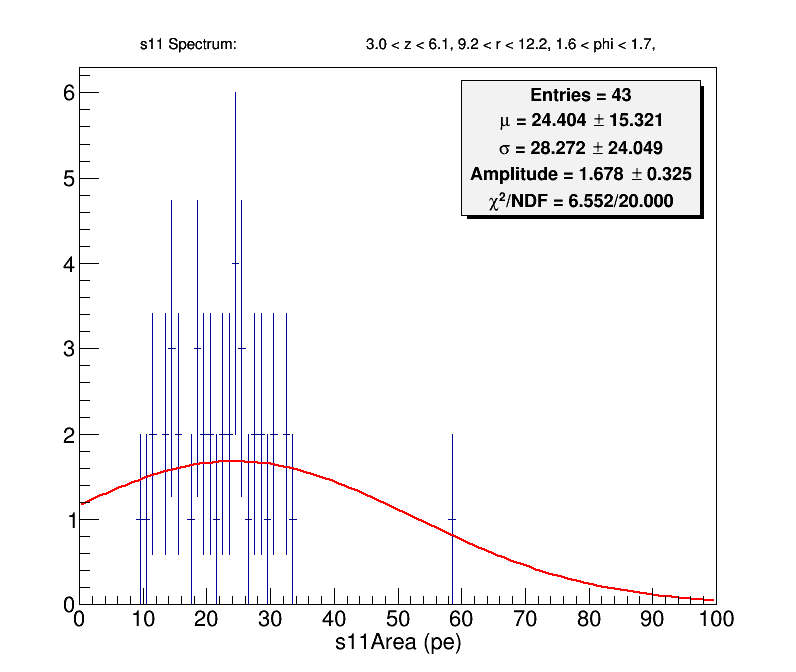 s11 Spectrum: 3.0 < z < 6.1, 9.2 < r < 12.2, 1.6 < phi < 1.7,
Entries = 43
μ = 24.404 ± 15.321
σ = 28.272 ± 24.049
Amplitude = 1.678 ± 0.325
χ²/NDF = 6.552/20.000
6
5
4
3
2
1
0
0 10 20 30 40 50 60 70 80 90 100
s11Area (pe)